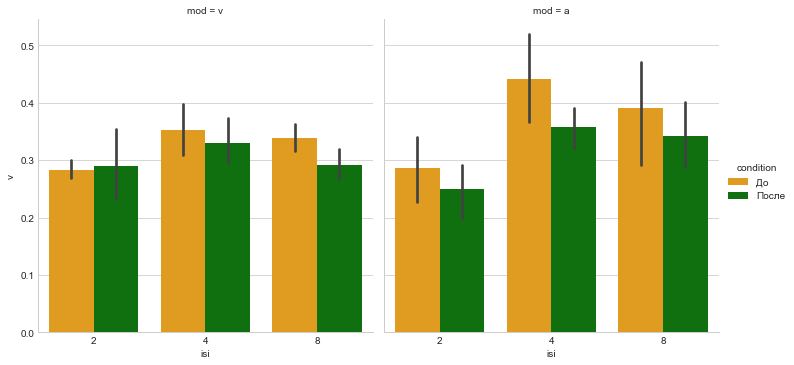 mod = v
mod = a
0.5
0.4
0.3
0.2
0.1
0.0
v
2
4
8
isi
2
4
8
isi
condition
До
После